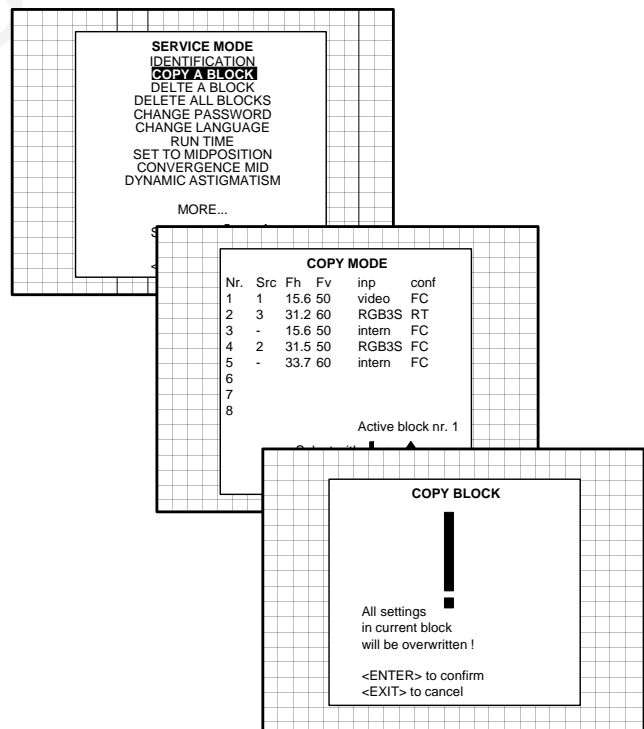 SERVICE MODE
IDENTIFICATION
COPY A BLOCK
DELTE A BLOCK
DELETE ALL BLOCKS
CHANGE PASSWORD
CHANGE LANGUAGE
RUN TIME
SET TO MIDPOSITION
CONVERGENCE MID
DYNAMIC ASTIGMATISM
MORE...
COPY MODE
Nr. Src Fh Fv inp conf
1 1 15.6 50 video FC
2 3 31.2 60 RGB3S RT
3 - 15.6 50 intern FC
4 2 31.5 50 RGB3S FC
5 - 33.7 60 intern FC
6
7
8
Active block nr. 1
COPY BLOCK
!
All settings
in current block
will be overwritten !
<ENTER> to confirm
<EXIT> to cancel